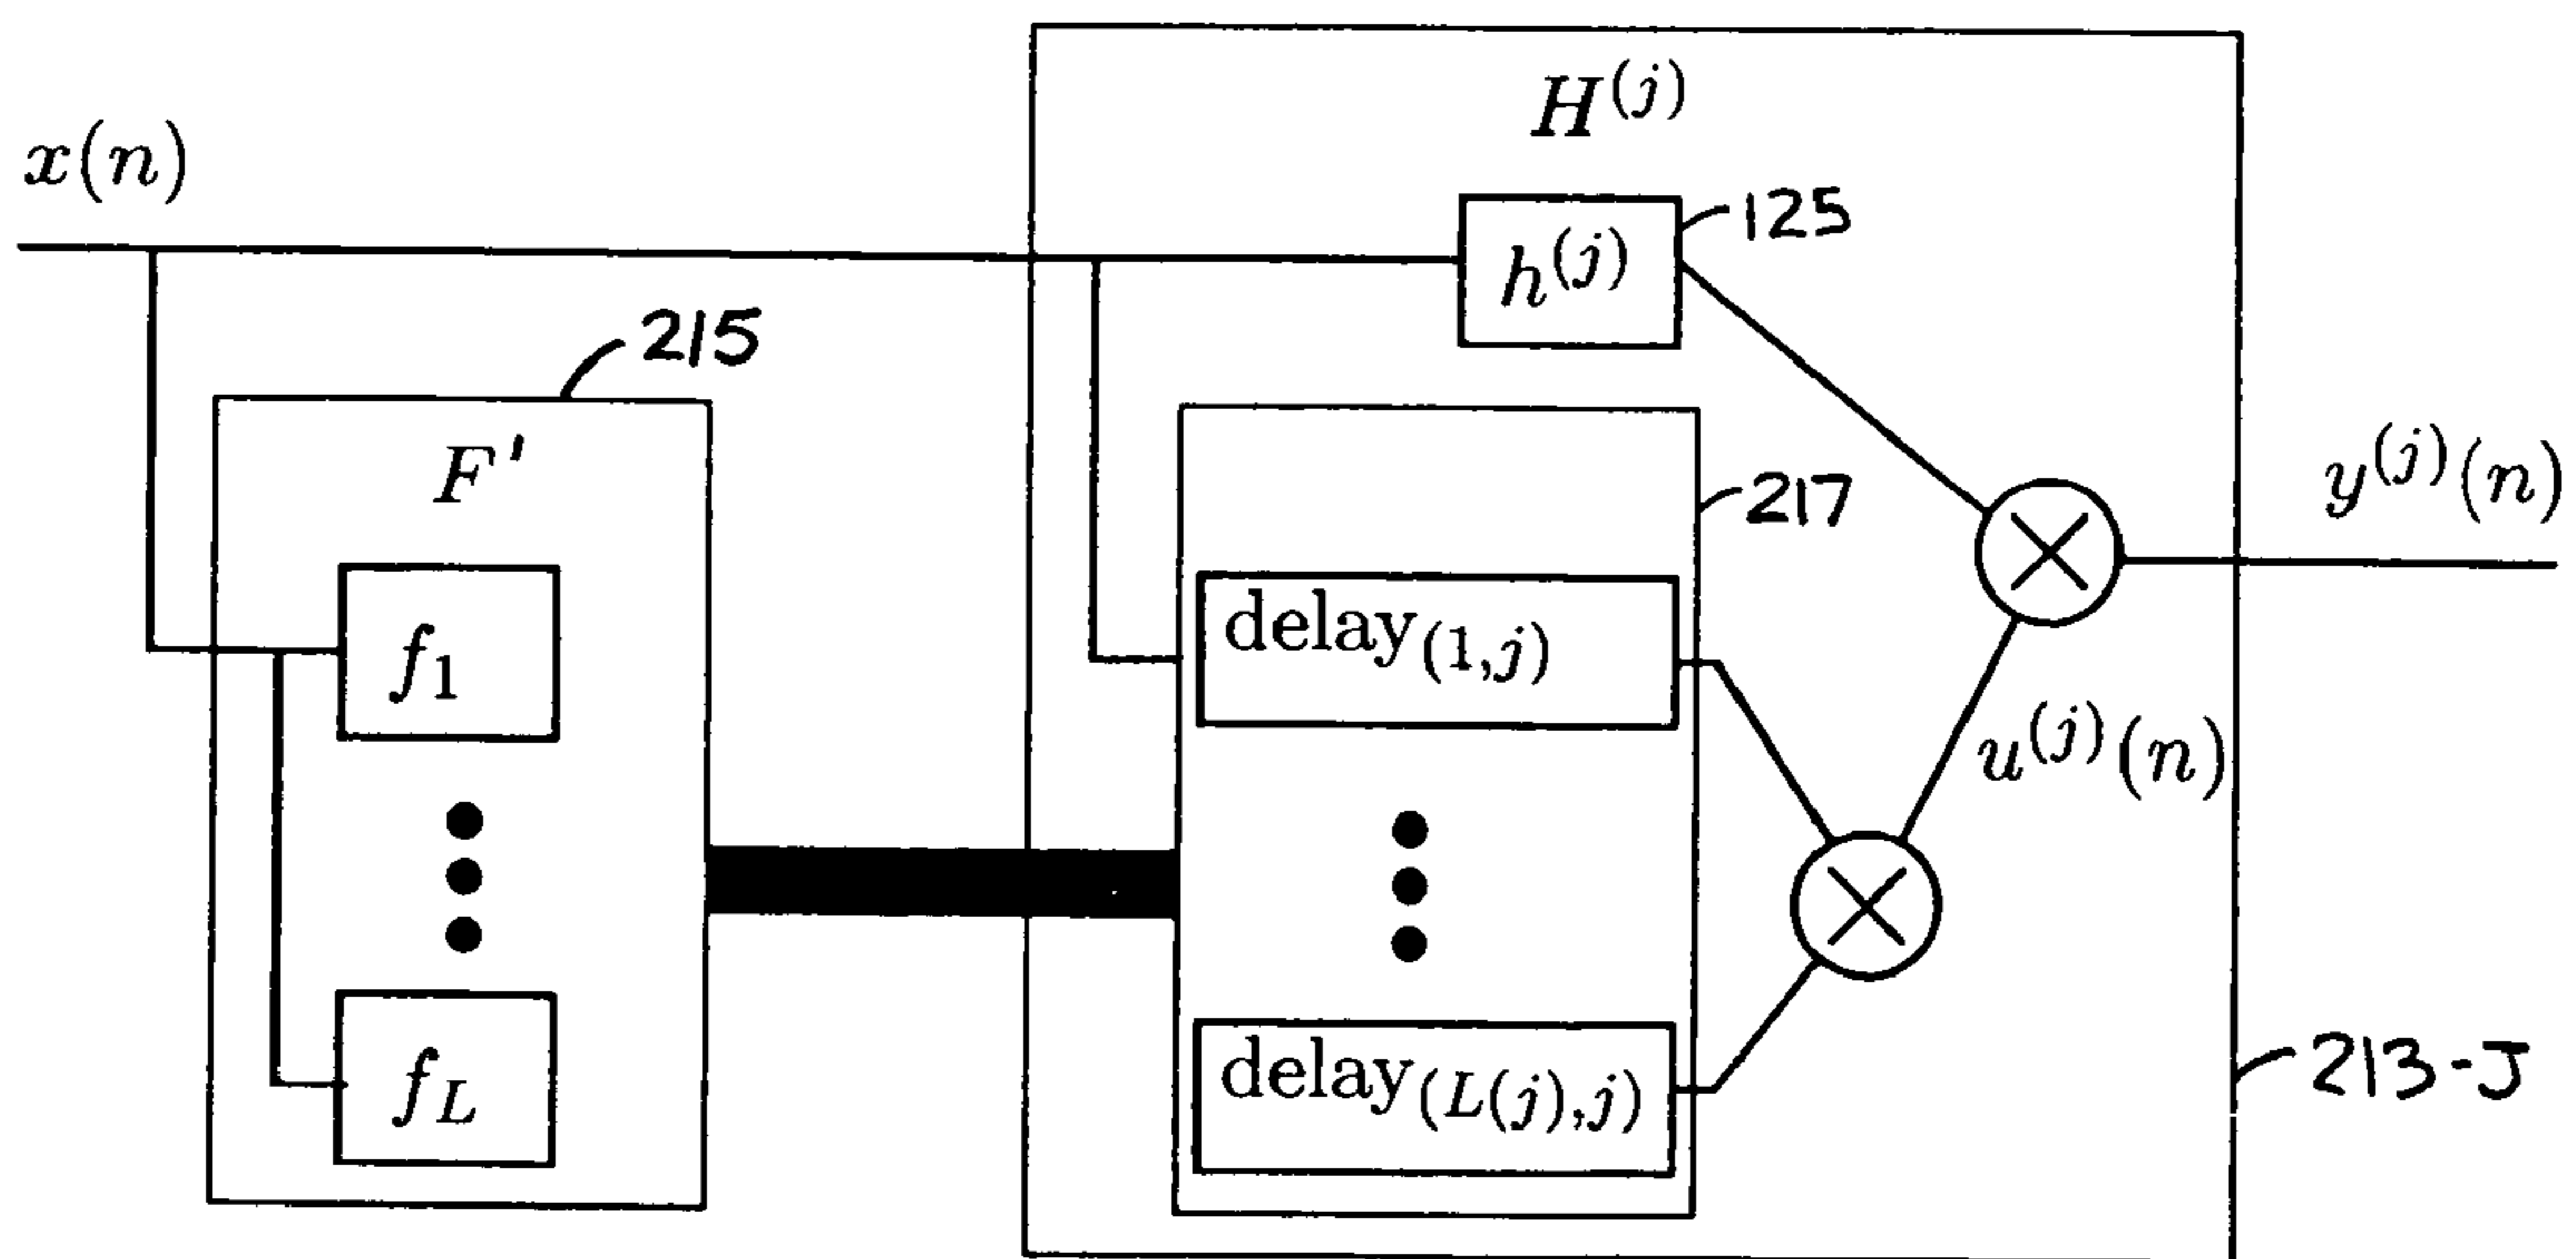 H^{(j)}
x(n)
125
h^{(j)}
215
F'
217
y^{(j)}(n)
delay_{(1,j)}
f_1
u^{(j)}(n)
delay_{(L(j),j)}
f_L
213-J